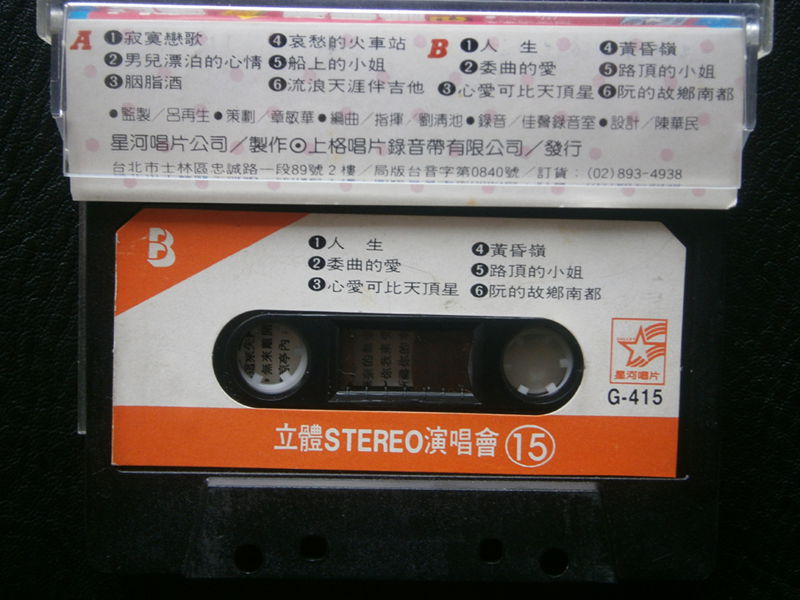 A ❶寂寞戀歌 ❹哀愁的火車站 B ❶人 生 ❹黃昏嶺
❷男兒漂泊的心情 ❺船上的小姐 ❷委曲的愛 ❺路頂的小姐
❸胭脂酒 ❻流浪天涯伴吉他 ❸心愛可比天頂星 ❻阮的故鄉南都
●監製／呂再生●策劃／章敏華●編曲／指揮／劉清池●錄音／佳聲錄音室●設計／陳華民
星河唱片公司／製作⊙上格唱片錄音帶有限公司／發行
台北市士林區忠誠路一段89號2樓／局版台音字第0840號／訂貨：(02)893-4938
B
❶人 生 ❹黃昏嶺
❷委曲的愛 ❺路頂的小姐
❸心愛可比天頂星 ❻阮的故鄉南都
星河唱片
G-415
立體STEREO演唱會⑮